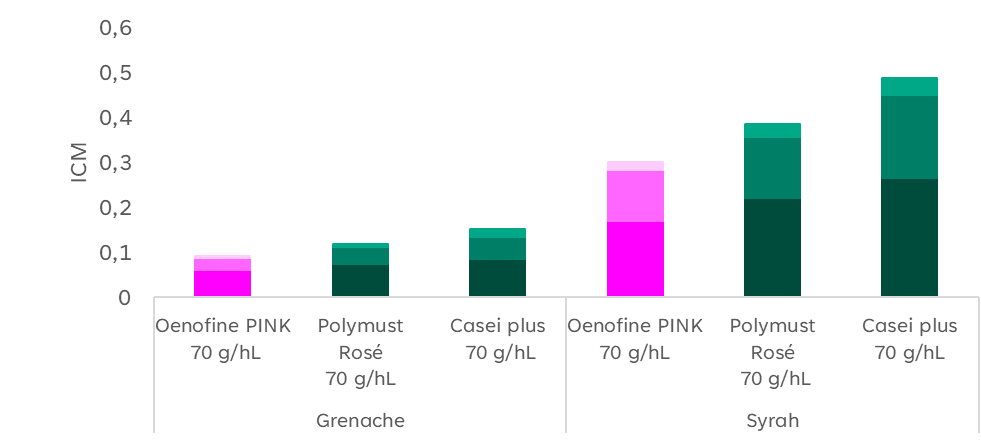 0,6
0,5
0,4
0,3
0,2
0,1
0
ICM
Oenofine PINK
70 g/hL
Polymust
Rosé
70 g/hL
Casei plus
70 g/hL
Oenofine PINK
70 g/hL
Polymust
Rosé
70 g/hL
Casei plus
70 g/hL
Grenache
Syrah